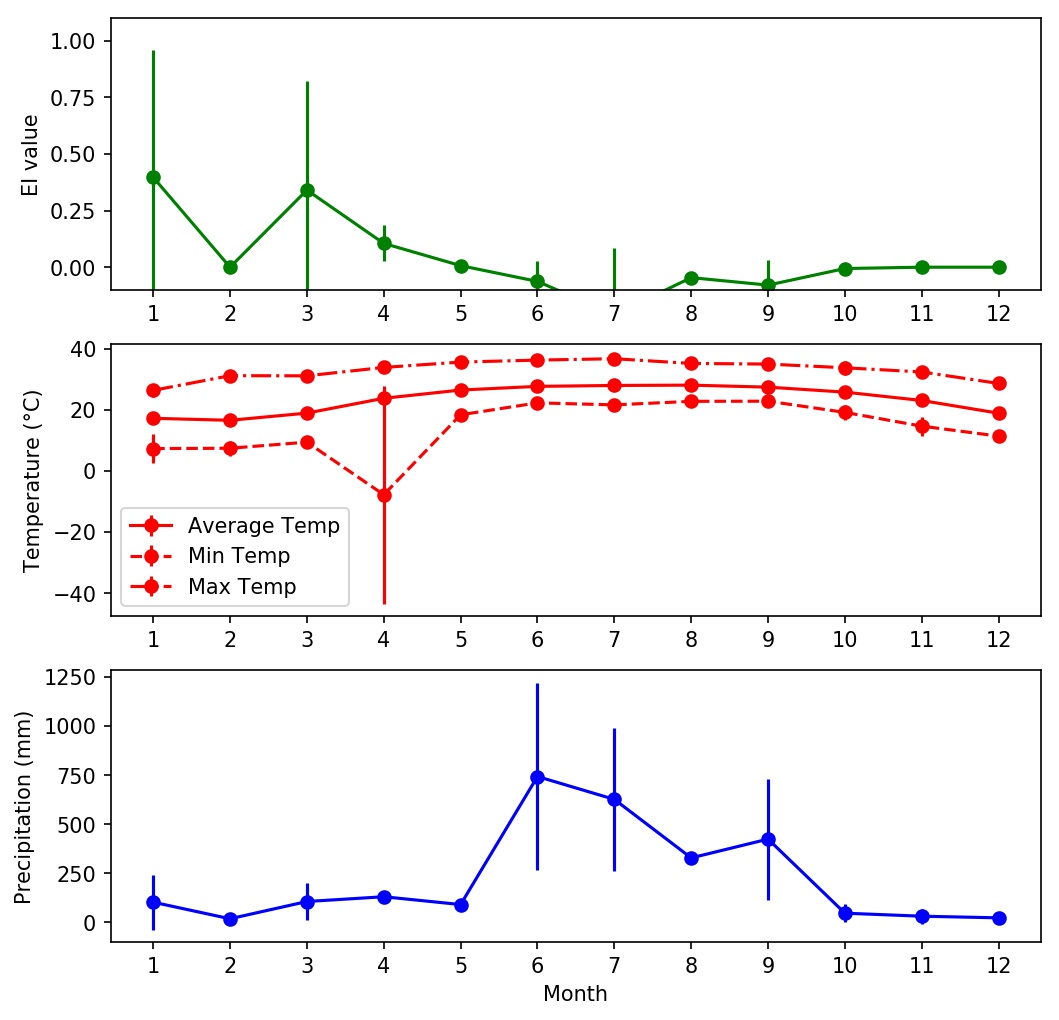 EI value
1.00
0.75
0.50
0.25
0.00
1 2 3 4 5 6 7 8 9 10 11 12
Temperature (°C)
40
20
0
−20
−40
Average Temp
Min Temp
Max Temp
1 2 3 4 5 6 7 8 9 10 11 12
Precipitation (mm)
1250
1000
750
500
250
0
1 2 3 4 5 6 7 8 9 10 11 12
Month